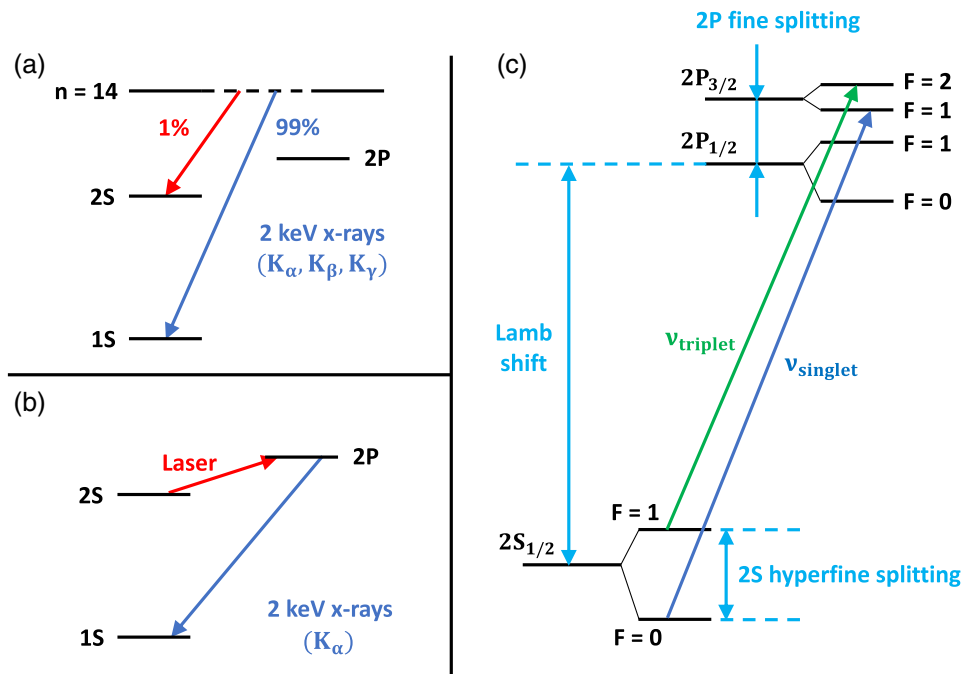 (a)
n = 14
1%
99%
2P
2S
2 keV x-rays
(Kα, Kβ, Kγ)
1S
(b)
Laser
2P
2S
2 keV x-rays
(Kα)
1S
(c)
2P fine splitting
2P3/2
F = 2
F = 1
2P1/2
F = 1
F = 0
Lamb
shift
νtriplet
νsinglet
F = 1
2S1/2
2S hyperfine splitting
F=0